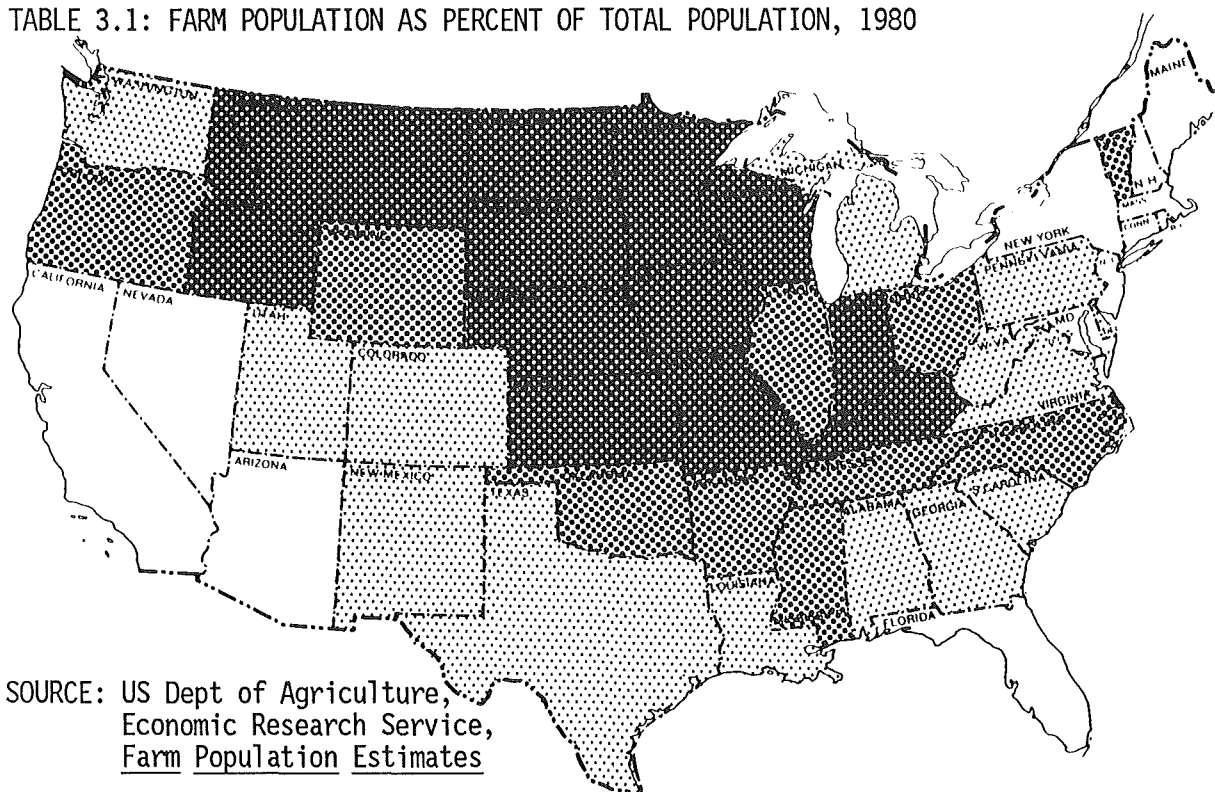 TABLE 3.1: FARM POPULATION AS PERCENT OF TOTAL POPULATION, 1980
WASHINGTON
MAINE
MICHIGAN
N.H.
MASS
CONN
NEW YORK
PENNSYLVANIA
CALIFORNIA
NEVADA
UTAH
COLORADO
W.VA
MD
VIRGINIA
ARIZONA
NEW MEXICO
TEXAS
S CAROLINA
ALABAMA
GEORGIA
LOUISIANA
FLORIDA
SOURCE: US Dept of Agriculture,
Economic Research Service,
Farm Population Estimates